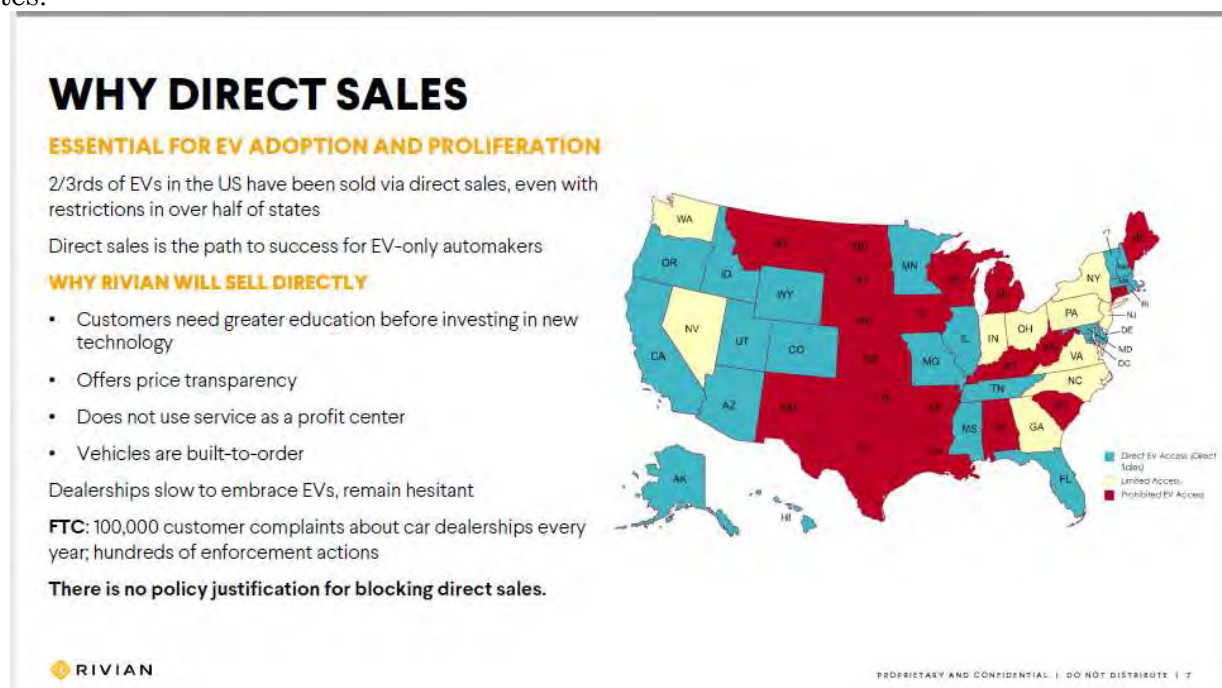 tes:
WHY DIRECT SALES
ESSENTIAL FOR EV ADOPTION AND PROLIFERATION
2/3rds of EVs in the US have been sold via direct sales, even with
restrictions in over half of states
Direct sales is the path to success for EV-only automakers
WHY RIVIAN WILL SELL DIRECTLY
• Customers need greater education before investing in new
technology
• Offers price transparency
• Does not use service as a profit center
• Vehicles are built-to-order
Dealerships slow to embrace EVs, remain hesitant
FTC: 100,000 customer complaints about car dealerships every
year; hundreds of enforcement actions
There is no policy justification for blocking direct sales.
WA
OR
ID
MN
WY
NY
NV
UT
CO
CA
IL
IN
OH
PA
RI
NJ
DE
MD
DC
MO
VA
NC
TN
AZ
MS
GA
AK
HI
FL
Direct EV Access (Direct
Sales)
Limited Access
Prohibited EV Access
RIVIAN
PROPRIETARY AND CONFIDENTIAL | DO NOT DISTRIBUTE | 7